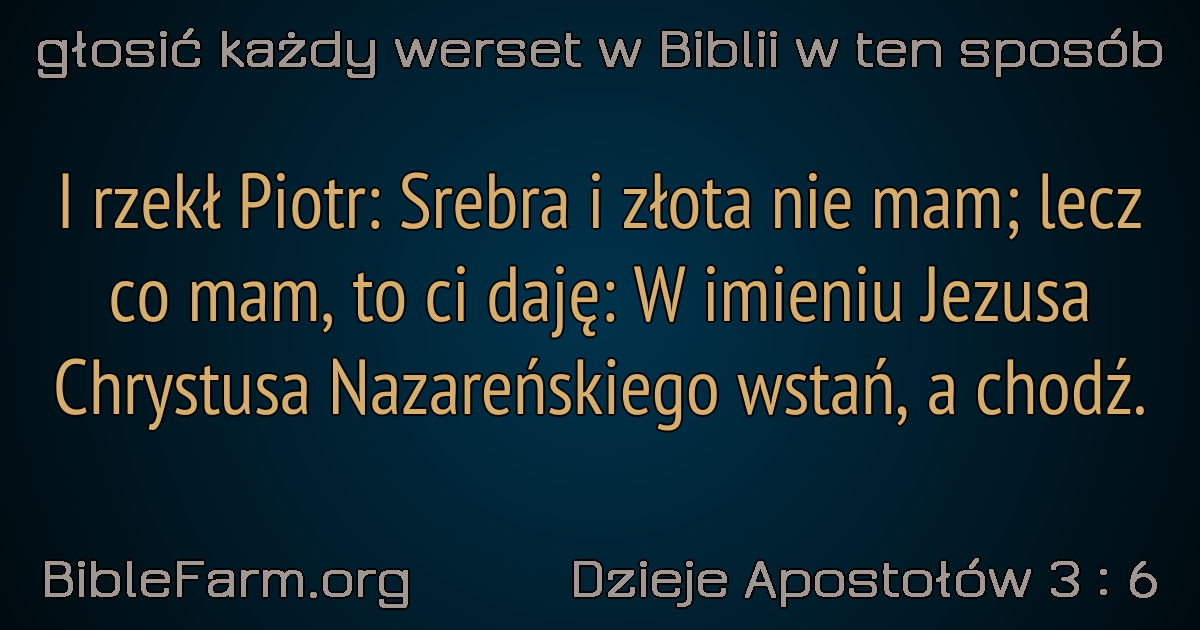 głosić każdy werset w Biblii w ten sposób
I rzekł Piotr: Srebra i złota nie mam; lecz
co mam, to ci daję: W imieniu Jezusa
Chrystusa Nazareńskiego wstań, a chodź.
BibleFarm.org
Dzieje Apostołów 3 : 6